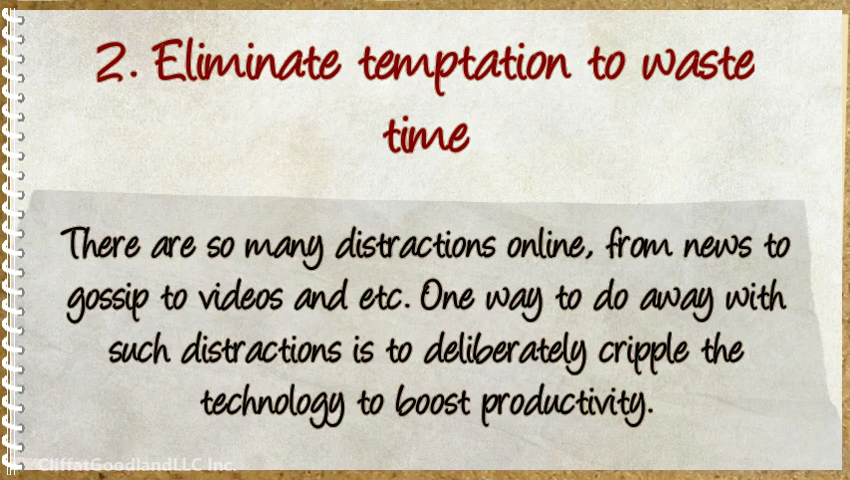 2. Eliminate temptation to waste
time
There are so many distractions online, from news to
gossip to videos and etc. One way to do away with
such distractions is to deliberately cripple the
technology to boost productivity.
CliffatGoodlandLLC Inc.